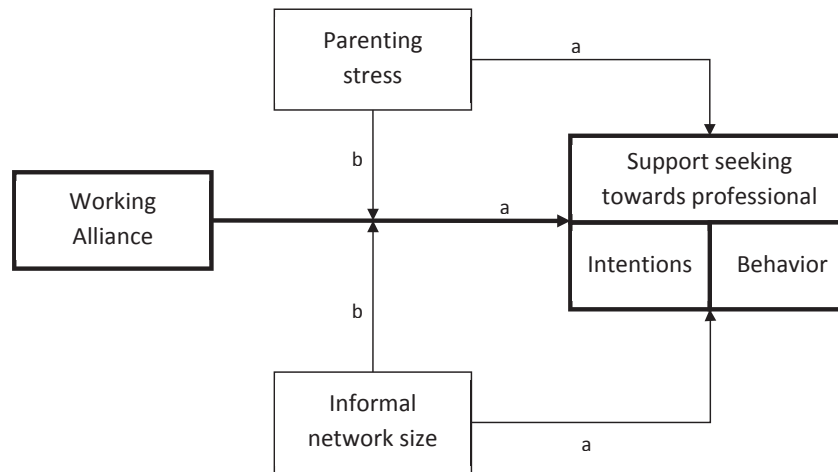 Parenting
stress
a
b
Support seeking
towards professional
Working
Alliance
a
Intentions
Behavior
b
Informal
network size
a